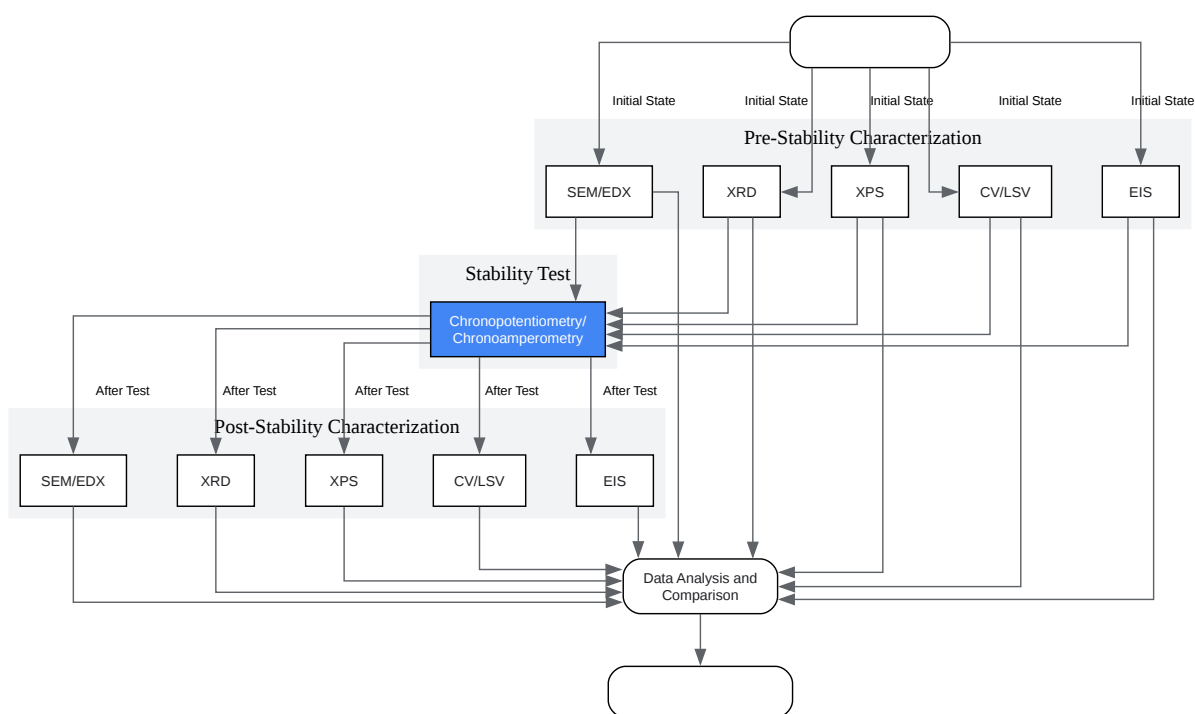 Initial State
Initial State
Initial State
Initial State
Initial State
Pre-Stability Characterization
SEM/EDX
XRD
XPS
CV/LSV
EIS
Stability Test
Chronopotentiometry/
Chronoamperometry
After Test
After Test
After Test
After Test
After Test
Post-Stability Characterization
SEM/EDX
XRD
XPS
CV/LSV
EIS
Data Analysis and
Comparison